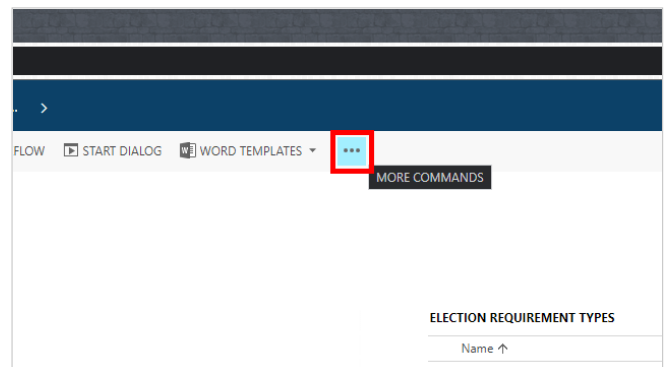 .. >
FLOW START DIALOG WORD TEMPLATES ...
MORE COMMANDS
ELECTION REQUIREMENT TYPES
Name ↑